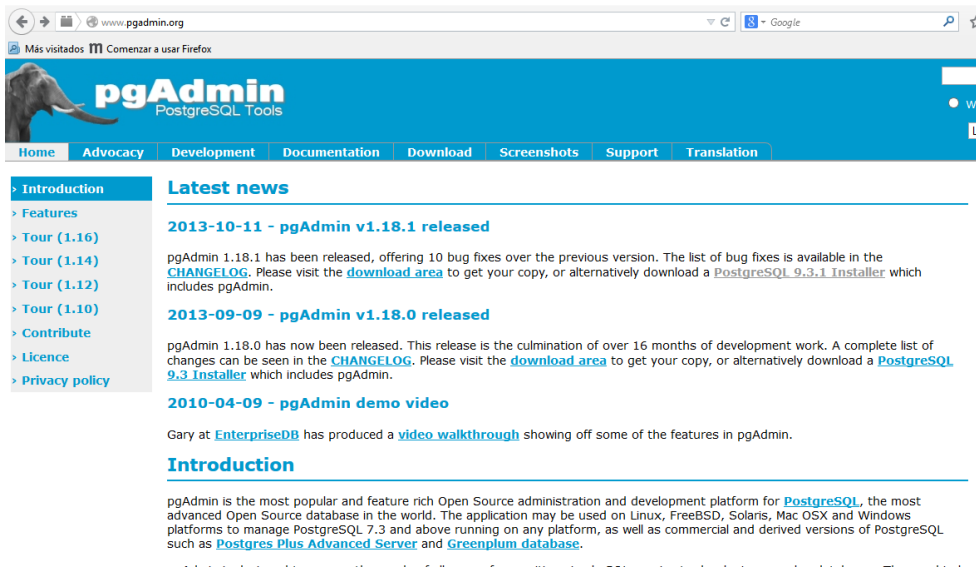 www.pgadmin.org
Google
Más visitados
Comenzar a usar Firefox
pgAdmin
PostgreSQL Tools
Home
Advocacy
Development
Documentation
Download
Screenshots
Support
Translation
› Introduction
› Features
› Tour (1.16)
› Tour (1.14)
› Tour (1.12)
› Tour (1.10)
› Contribute
› Licence
› Privacy policy
Latest news
2013-10-11 - pgAdmin v1.18.1 released
pgAdmin 1.18.1 has been released, offering 10 bug fixes over the previous version. The list of bug fixes is available in the
CHANGELOG. Please visit the download area to get your copy, or alternatively download a PostgreSQL 9.3.1 Installer which
includes pgAdmin.
2013-09-09 - pgAdmin v1.18.0 released
pgAdmin 1.18.0 has now been released. This release is the culmination of over 16 months of development work. A complete list of
changes can be seen in the CHANGELOG. Please visit the download area to get your copy, or alternatively download a PostgreSQL
9.3 Installer which includes pgAdmin.
2010-04-09 - pgAdmin demo video
Gary at EnterpriseDB has produced a video walkthrough showing off some of the features in pgAdmin.
Introduction
pgAdmin is the most popular and feature rich Open Source administration and development platform for PostgreSQL, the most
advanced Open Source database in the world. The application may be used on Linux, FreeBSD, Solaris, Mac OSX and Windows
platforms to manage PostgreSQL 7.3 and above running on any platform, as well as commercial and derived versions of PostgreSQL
such as Postgres Plus Advanced Server and Greenplum database.